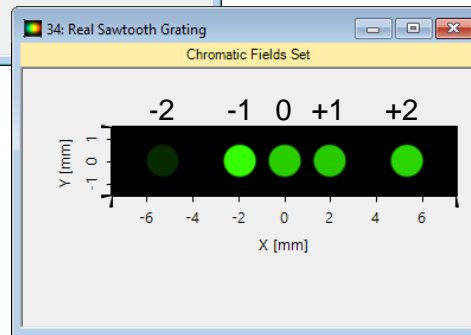 34: Real Sawtooth Grating
Chromatic Fields Set
-2 -1 0 +1 +2
Y [mm]
1
0
-1
-6 -4 -2 0 2 4 6
X [mm]